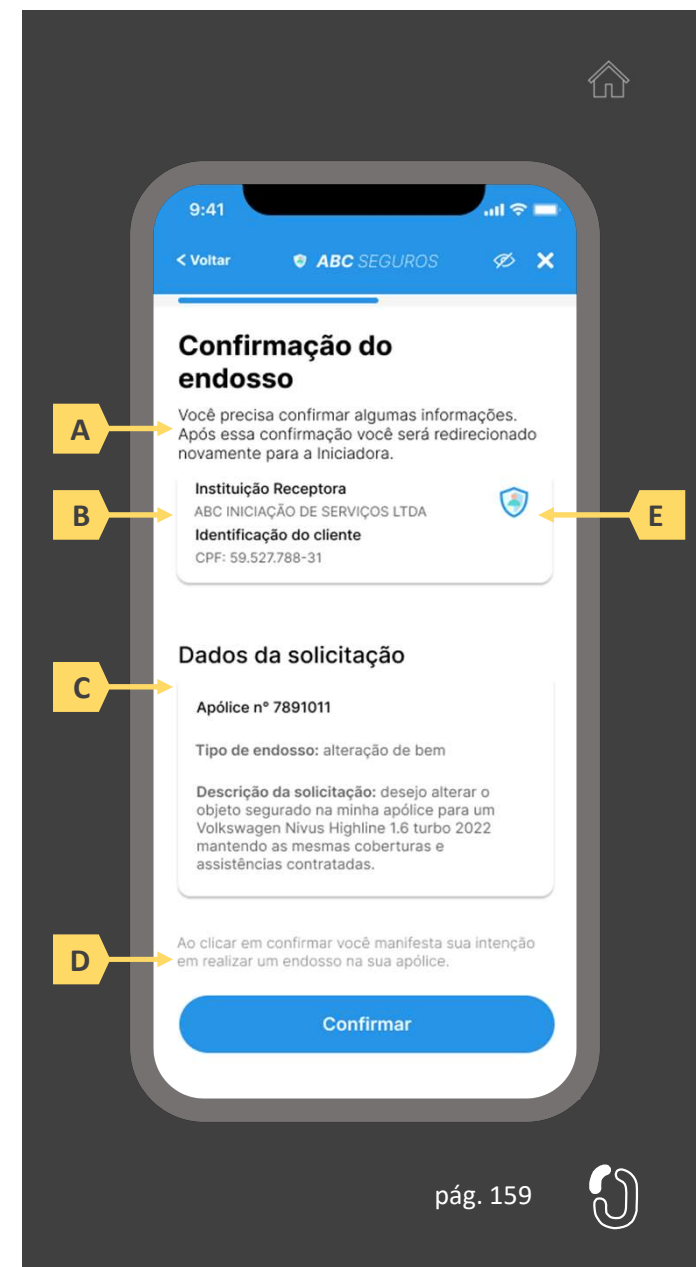 9:41
< Voltar
ABC SEGUROS
Confirmação do
endosso
A
Você precisa confirmar algumas informações.
Após essa confirmação você será redirecionado
novamente para a Iniciadora.
B
Instituição Receptora
ABC INICIAÇÃO DE SERVIÇOS LTDA
Identificação do cliente
CPF: 59.527.788-31
E
Dados da solicitação
C
Apólice nº 7891011
Tipo de endosso: alteração de bem
Descrição da solicitação: desejo alterar o
objeto segurado na minha apólice para um
Volkswagen Nivus Highline 1.6 turbo 2022
mantendo as mesmas coberturas e
assistências contratadas.
D
Ao clicar em confirmar você manifesta sua intenção
em realizar um endosso na sua apólice.
Confirmar
pág. 159